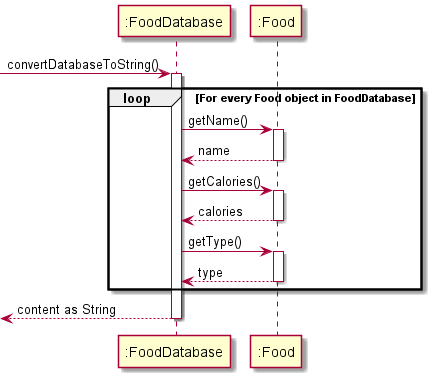 :FoodDatabase :Food
convertDatabaseToString()
loop [For every Food object in FoodDatabase]
getName()
name
getCalories()
calories
getType()
type
content as String
:FoodDatabase :Food